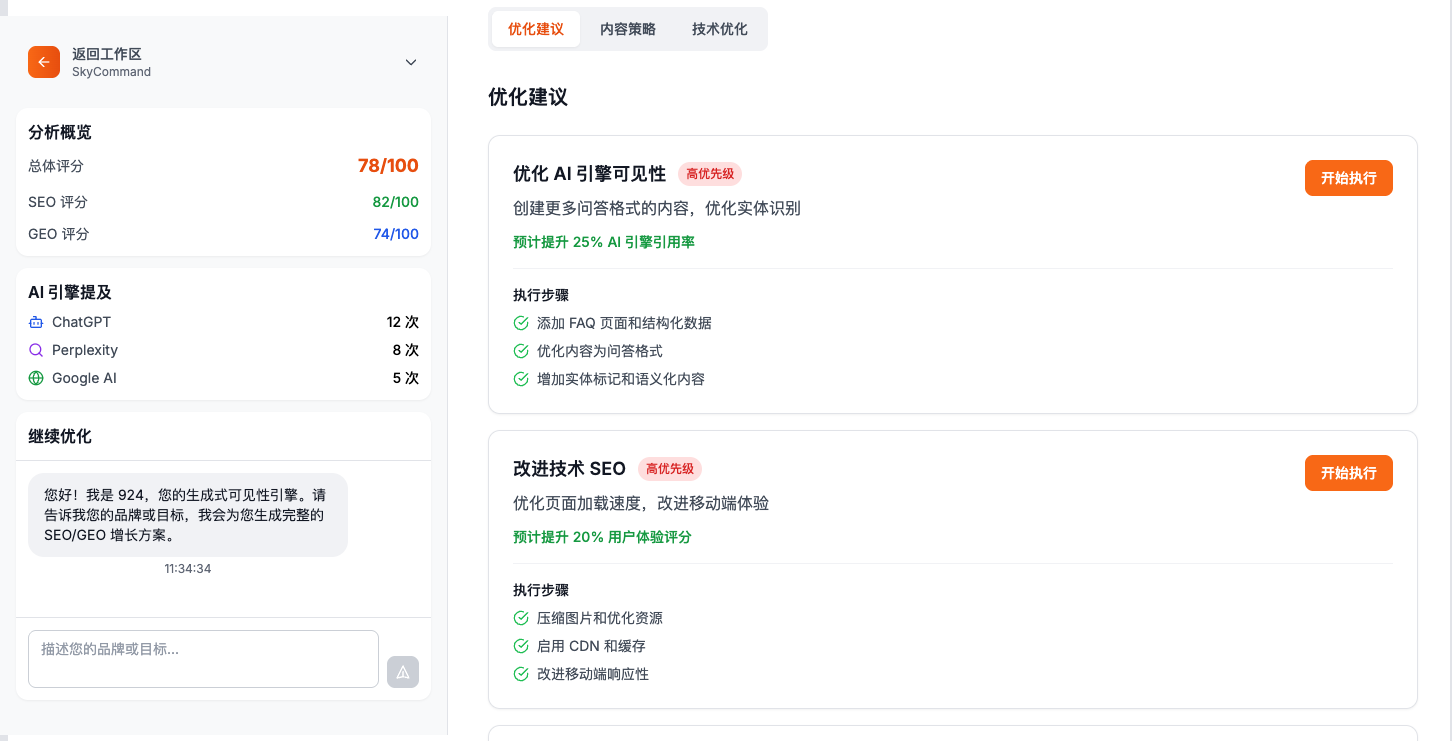 返回工作区
SkyCommand
分析概览
总体评分 78/100
SEO 评分 82/100
GEO 评分 74/100
AI 引擎提及
ChatGPT 12 次
Perplexity 8 次
Google AI 5 次
继续优化
您好！我是 924，您的生成式可见性引擎。请
告诉我您的品牌或目标，我会为您生成完整的
SEO/GEO 增长方案。
11:34:34
描述您的品牌或目标...
优化建议 内容策略 技术优化
优化建议
优化 AI 引擎可见性 高优先级 开始执行
创建更多问答格式的内容，优化实体识别
预计提升 25% AI 引擎引用率
执行步骤
添加 FAQ 页面和结构化数据
优化内容为问答格式
增加实体标记和语义化内容
改进技术 SEO 高优先级 开始执行
优化页面加载速度，改进移动端体验
预计提升 20% 用户体验评分
执行步骤
压缩图片和优化资源
启用 CDN 和缓存
改进移动端响应性